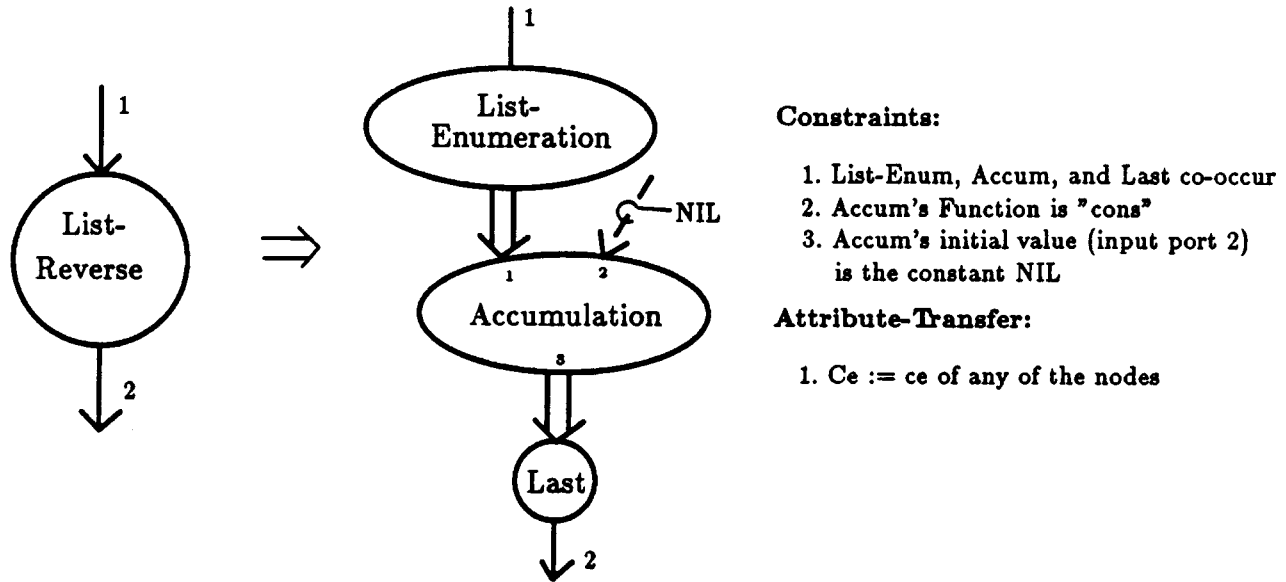 1
List-
Reverse
2
1
List-
Enumeration
NIL
1
2
Accumulation
3
Last
2
Constraints:
1. List-Enum, Accum, and Last co-occur
2. Accum's Function is "cons"
3. Accum's initial value (input port 2)
is the constant NIL
Attribute-Transfer:
1. Ce := ce of any of the nodes